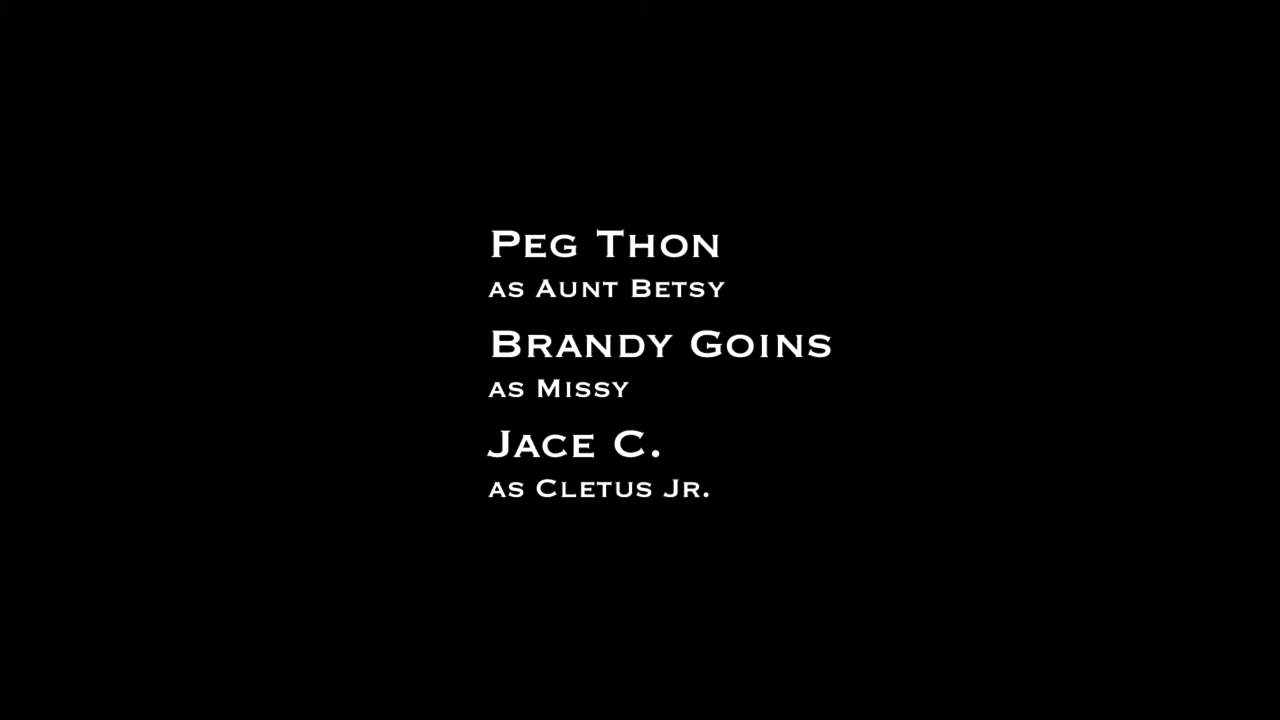 Peg Thon
as Aunt Betsy
Brandy Goins
as Missy
Jace C.
as Cletus Jr.